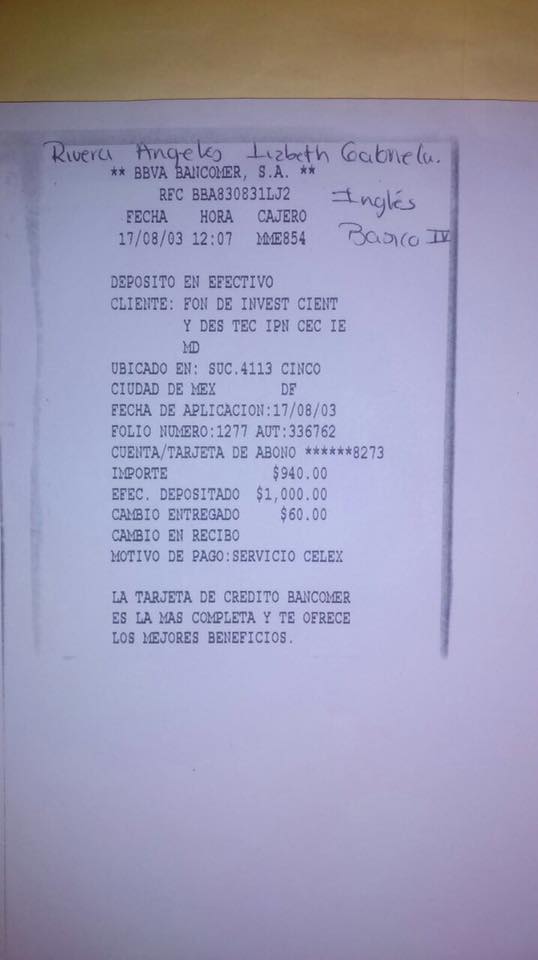 Rivera Angeles Lizbeth Gabriela.
** BBVA BANCOMER, S.A. **
RFC BBA830831LJ2
Inglés
FECHA HORA CAJERO
17/08/03 12:07 MME854
Basico IV
DEPOSITO EN EFECTIVO
CLIENTE: FON DE INVEST CIENT
Y DES TEC IPN CEC IE
MD
UBICADO EN: SUC.4113 CINCO
CIUDAD DE MEX DF
FECHA DE APLICACION:17/08/03
FOLIO NUMERO:1277 AUT:336762
CUENTA/TARJETA DE ABONO ******8273
IMPORTE $940.00
EFEC. DEPOSITADO $1,000.00
CAMBIO ENTREGADO $60.00
CAMBIO EN RECIBO
MOTIVO DE PAGO:SERVICIO CELEX
LA TARJETA DE CREDITO BANCOMER
ES LA MAS COMPLETA Y TE OFRECE
LOS MEJORES BENEFICIOS.